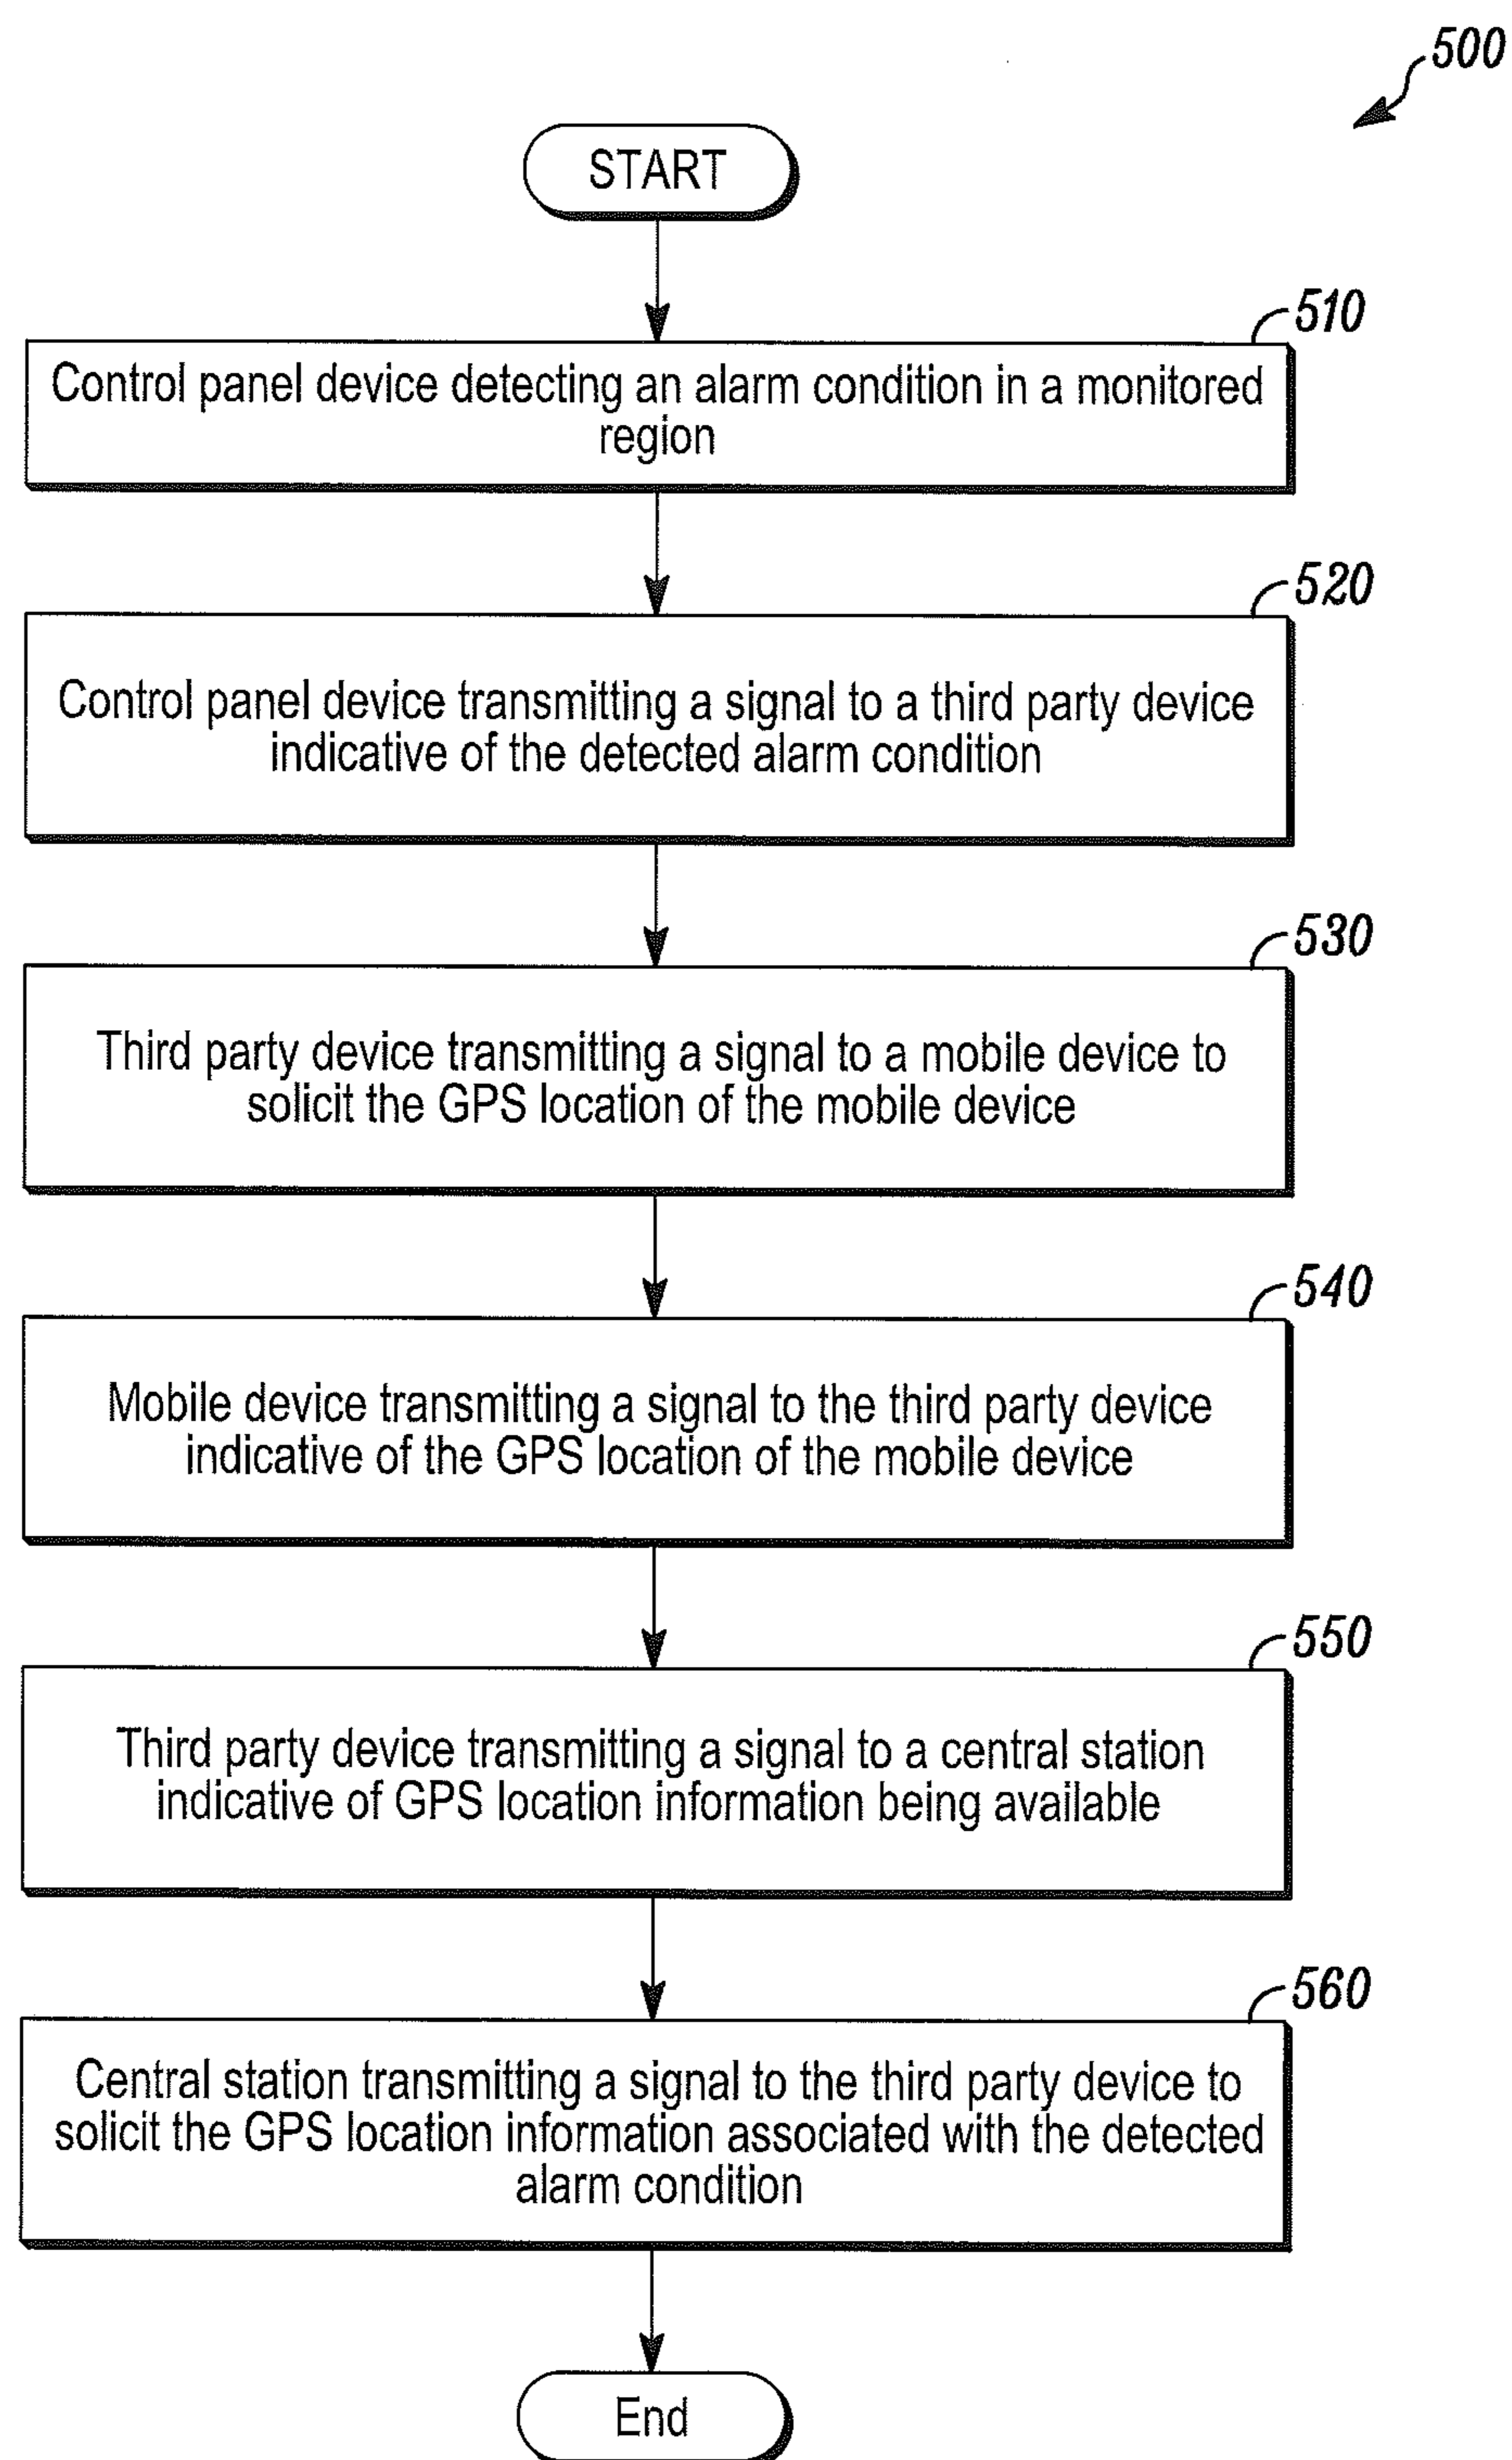 500
START
510
Control panel device detecting an alarm condition in a monitored
region
520
Control panel device transmitting a signal to a third party device
indicative of the detected alarm condition
530
Third party device transmitting a signal to a mobile device to
solicit the GPS location of the mobile device
540
Mobile device transmitting a signal to the third party device
indicative of the GPS location of the mobile device
550
Third party device transmitting a signal to a central station
indicative of GPS location information being available
560
Central station transmitting a signal to the third party device to
solicit the GPS location information associated with the detected
alarm condition
End